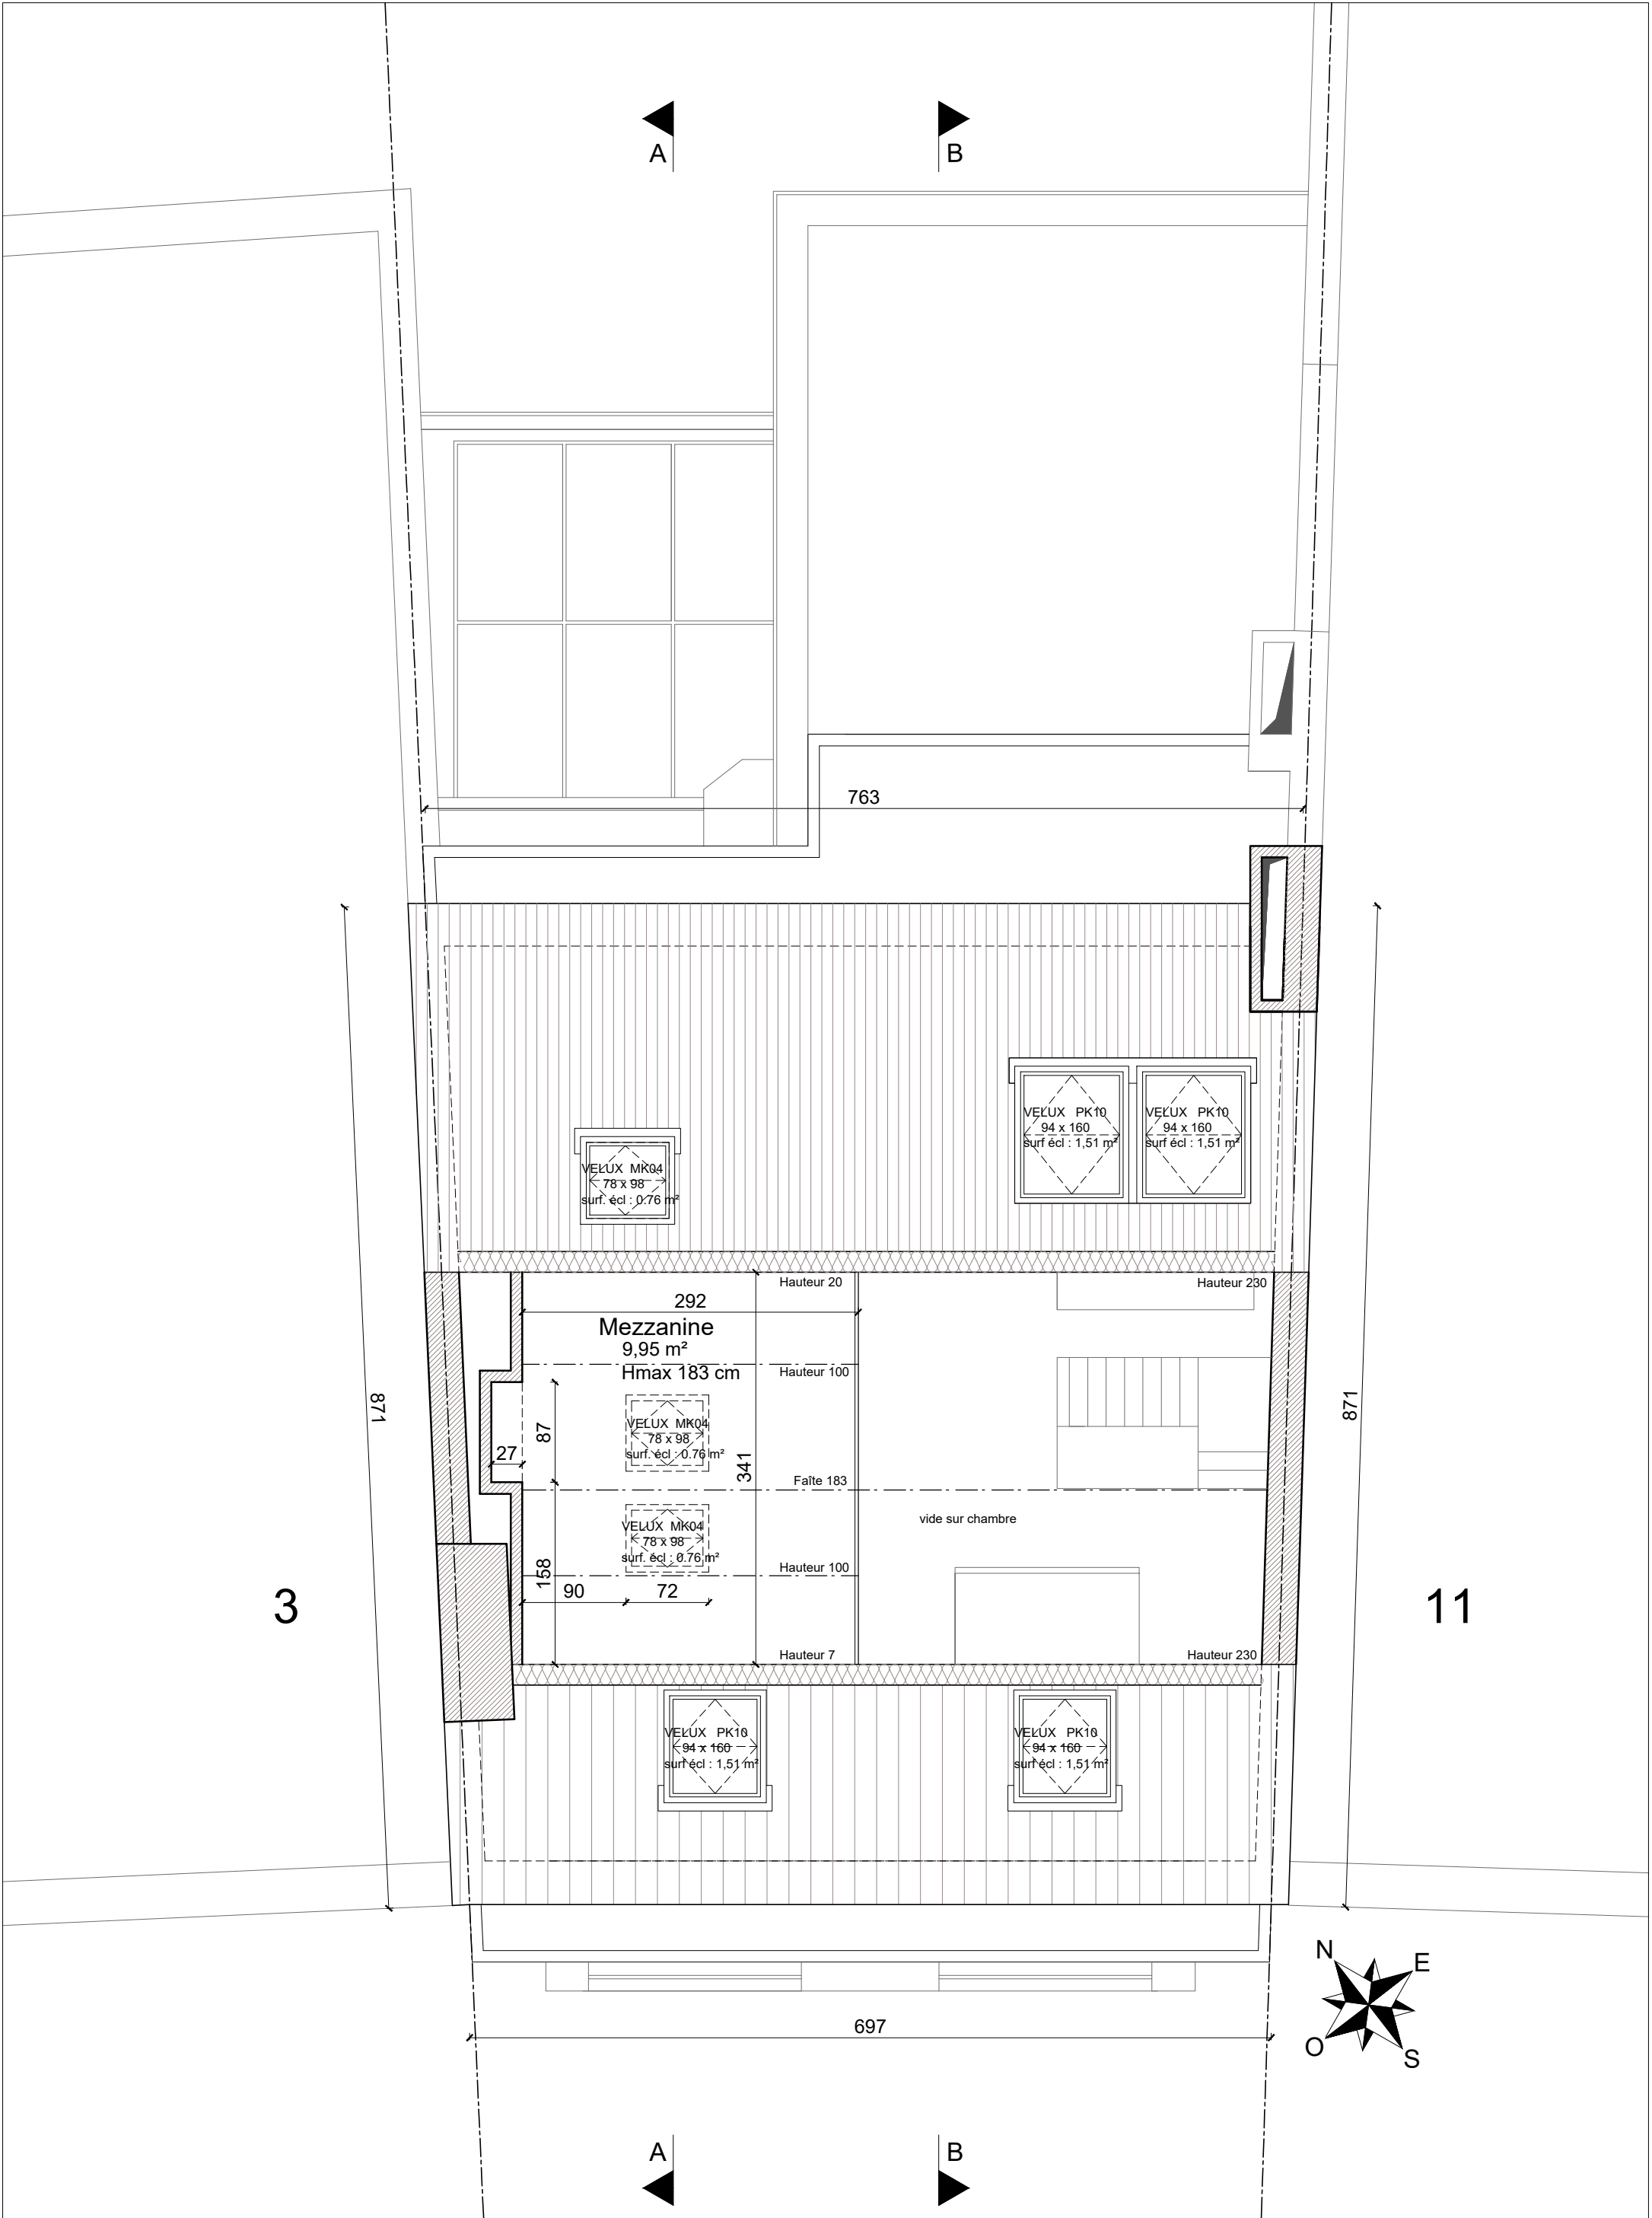 A
B
763
VELUX PK10
94 x 160
surf écl : 1,51 m²
VELUX PK10
94 x 160
surf écl : 1,51 m²
VELUX MK04
78 x 98
surf. écl : 0.76 m²
Hauteur 20
Hauteur 230
292
Mezzanine
9,95 m²
Hmax 183 cm
Hauteur 100
871
871
VELUX MK04
78 x 98
surf. écl : 0.76 m²
87
27
341
Faîte 183
vide sur chambre
VELUX MK04
78 x 98
surf. écl : 0.76 m²
158
Hauteur 100
90
72
3
11
Hauteur 7
Hauteur 230
VELUX PK10
94 x 160
surf écl : 1,51 m²
VELUX PK10
94 x 160
surf écl : 1,51 m²
N
E
O
S
697
A
B